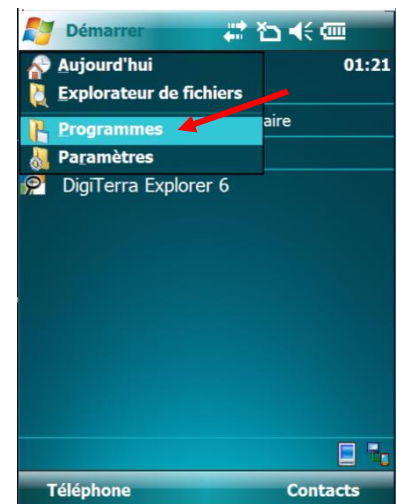 Démarrer
Aujourd'hui
01:21
Explorateur de fichiers
Programmes
aire
Paramètres
DigiTerra Explorer 6
Téléphone
Contacts